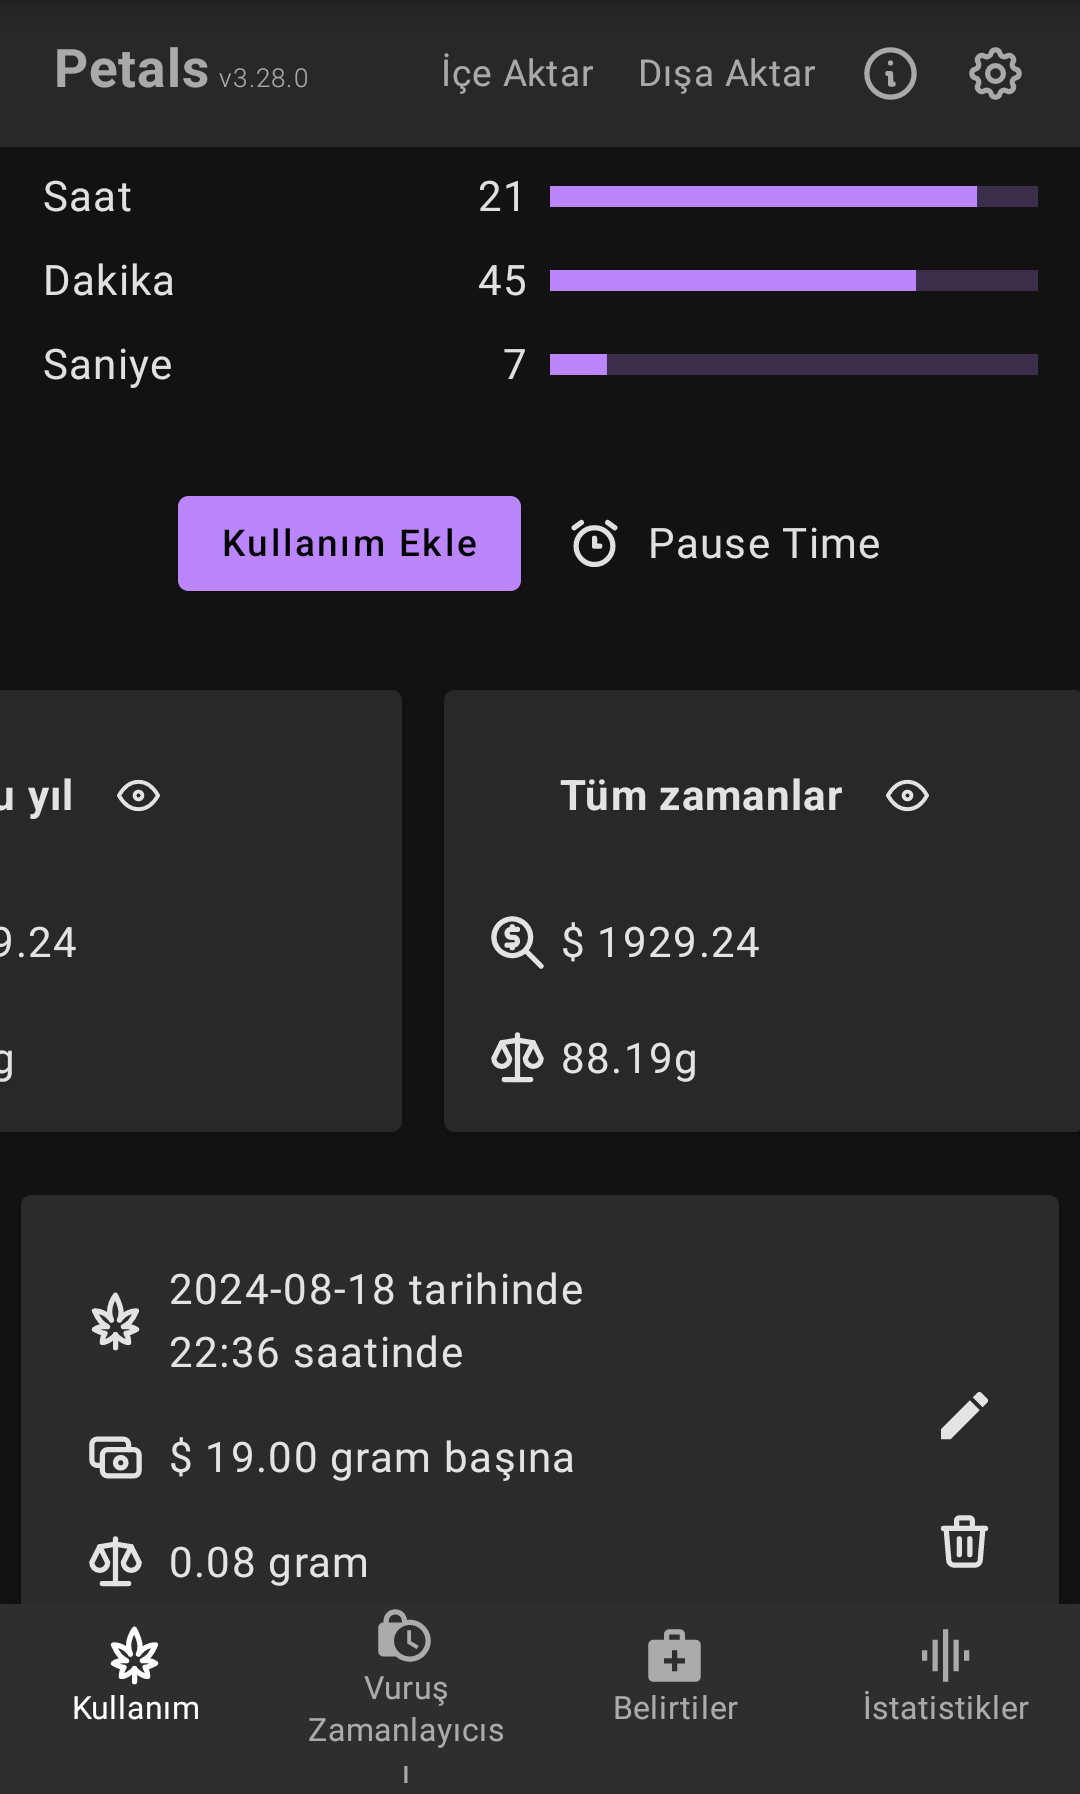 Petals v3.28.0 İçe Aktar Dışa Aktar
Saat 21
Dakika 45
Saniye 7
Kullanım Ekle Pause Time
yıl Tüm zamanlar
9.24 $ 1929.24
g 88.19g
2024-08-18 tarihinde
22:36 saatinde
$ 19.00 gram başına
0.08 gram
Kullanım
Vuruş
Zamanlayıcıs
ı
Belirtiler
İstatistikler